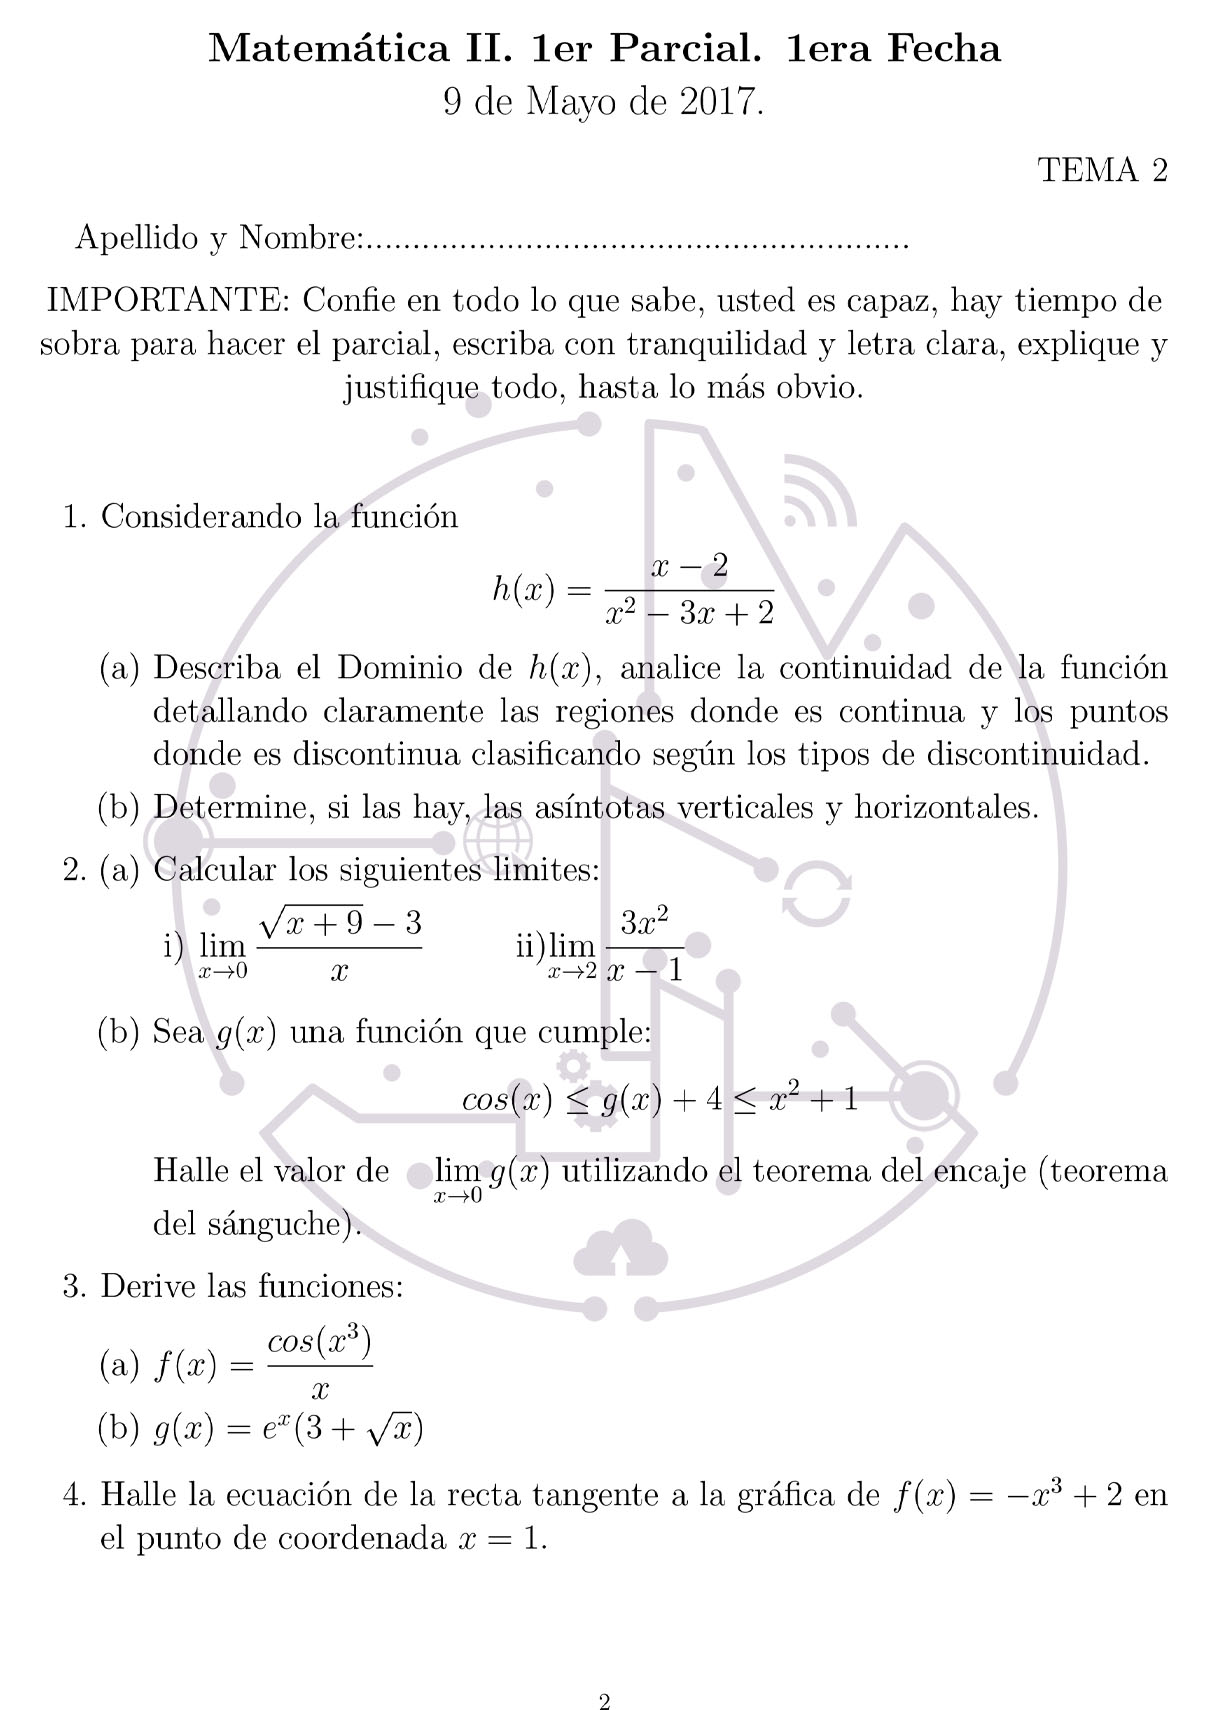 Matemática II. 1er Parcial. 1era Fecha
9 de Mayo de 2017.
TEMA 2
Apellido y Nombre:..........................................................
IMPORTANTE: Confie en todo lo que sabe, usted es capaz, hay tiempo de
sobra para hacer el parcial, escriba con tranquilidad y letra clara, explique y
justifique todo, hasta lo más obvio.
1. Considerando la función
h(x) = \frac{x − 2}{x^2 − 3x + 2}
(a) Describa el Dominio de h(x), analice la continuidad de la función
detallando claramente las regiones donde es continua y los puntos
donde es discontinua clasificando según los tipos de discontinuidad.
(b) Determine, si las hay, las asíntotas verticales y horizontales.
2. (a) Calcular los siguientes limites:
i) \lim_{x→0} \frac{\sqrt{x + 9} − 3}{x} ii) \lim_{x→2} \frac{3x^2}{x − 1}
(b) Sea g(x) una función que cumple:
cos(x) ≤ g(x) + 4 ≤ x^2 + 1
Halle el valor de \lim_{x→0} g(x) utilizando el teorema del encaje (teorema
del sánguche).
3. Derive las funciones:
(a) f(x) = \frac{cos(x^3)}{x}
(b) g(x) = e^x(3 + \sqrt{x})
4. Halle la ecuación de la recta tangente a la gráfica de f(x) = −x^3 + 2 en
el punto de coordenada x = 1.
2